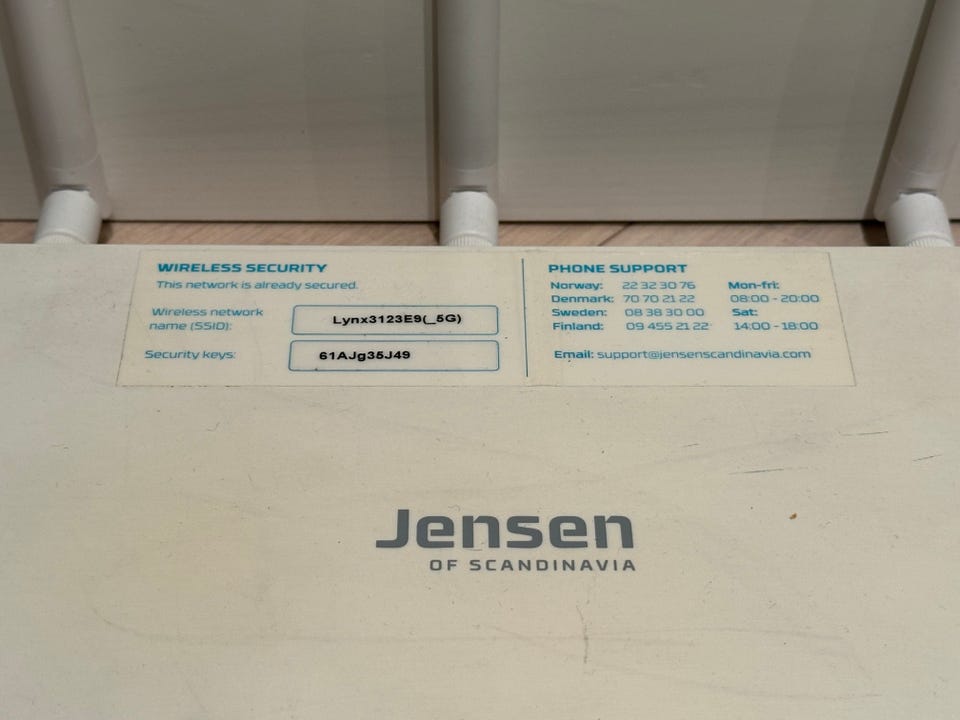 WIRELESS SECURITY
This network is already secured.
Wireless network
name (SSID):
Lynx3123E9(_5G)
Security keys:
61AJg35J49
PHONE SUPPORT
Norway: 22 32 30 76 Mon-fri:
Denmark: 70 70 21 22 08:00 - 20:00
Sweden: 08 38 30 00 Sat:
Finland: 09 455 21 22 14:00 - 18:00
Email: support@jensenscandinavia.com
Jensen
OF SCANDINAVIA